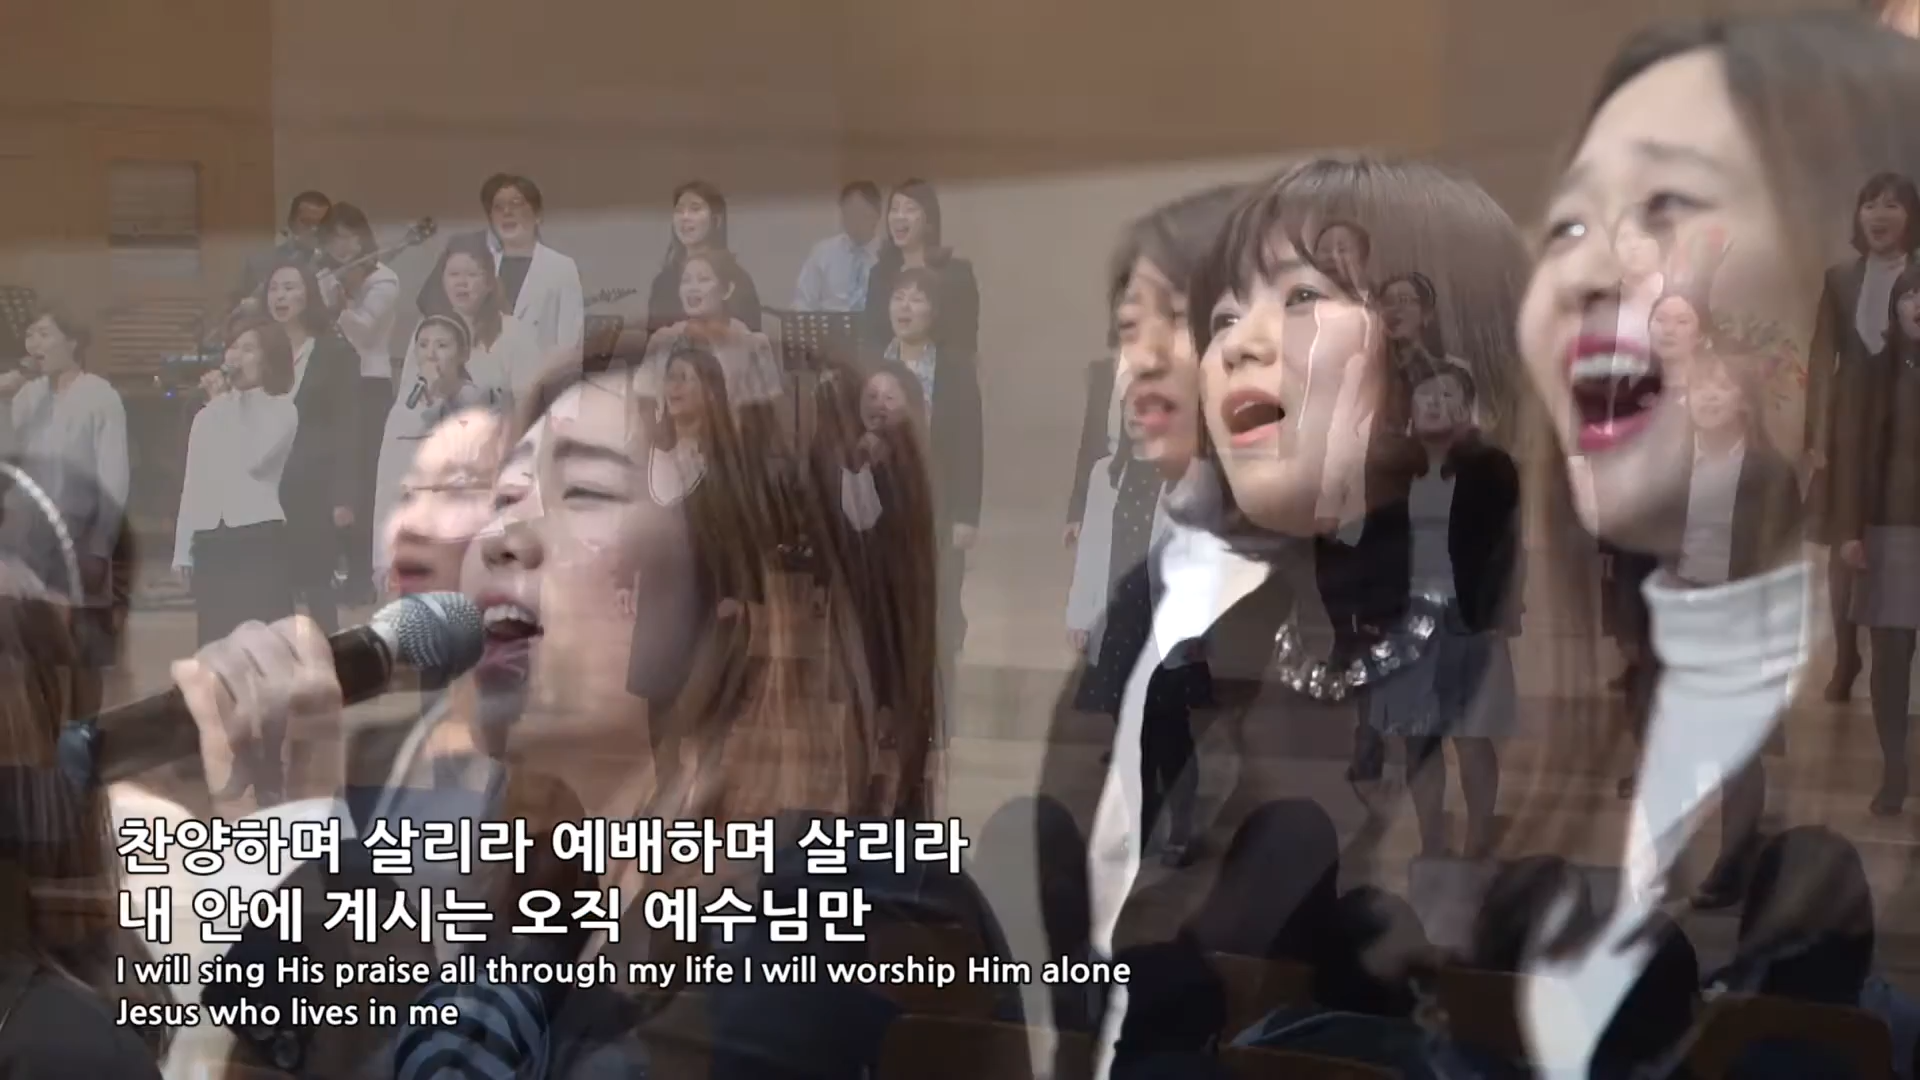 찬양하며 살리라 예배하며 살리라
내 안에 계시는 오직 예수님만
I will sing His praise all through my life I will worship Him alone
Jesus who lives in me